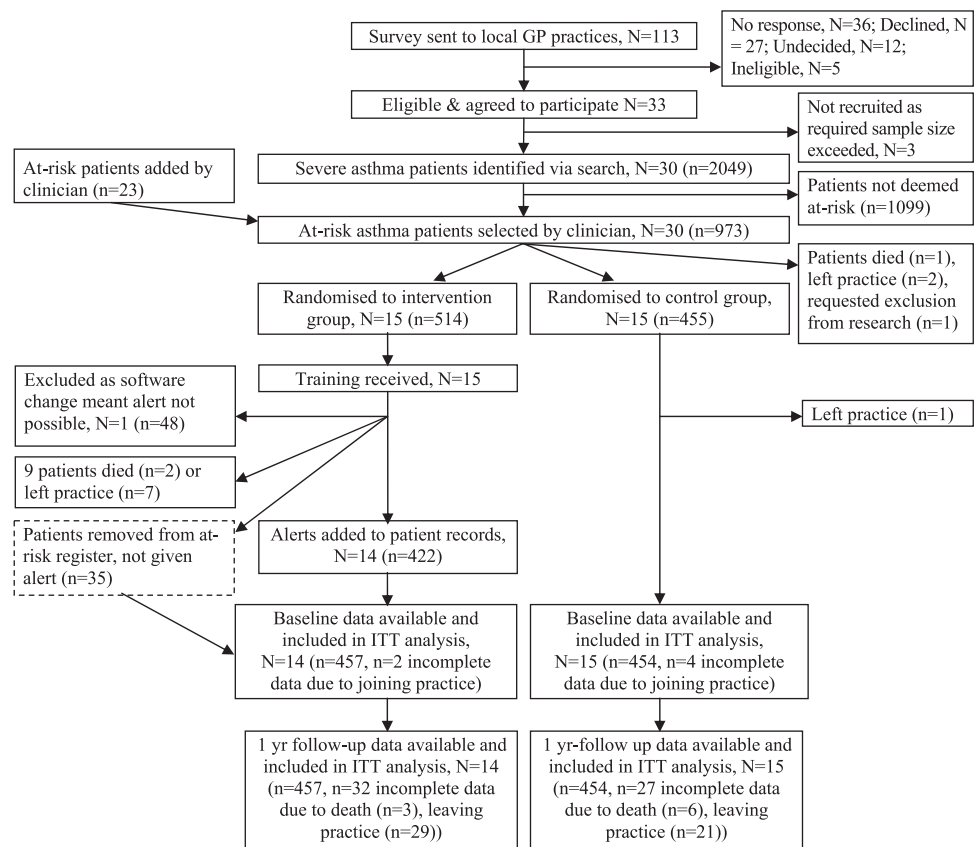 Survey sent to local GP practices, N=113
No response, N=36; Declined, N
= 27; Undecided, N=12;
Ineligible, N=5
Eligible & agreed to participate N=33
Not recruited as
required sample size
exceeded, N=3
Severe asthma patients identified via search, N=30 (n=2049)
At-risk patients added by
clinician (n=23)
Patients not deemed
at-risk (n=1099)
At-risk asthma patients selected by clinician, N=30 (n=973)
Patients died (n=1),
left practice (n=2),
requested exclusion
from research (n=1)
Randomised to intervention
group, N=15 (n=514)
Randomised to control group,
N=15 (n=455)
Training received, N=15
Excluded as software
change meant alert not
possible, N=1 (n=48)
Left practice (n=1)
9 patients died (n=2) or
left practice (n=7)
Patients removed from at-
risk register, not given
alert (n=35)
Alerts added to patient records,
N=14 (n=422)
Baseline data available and
included in ITT analysis,
N=14 (n=457, n=2 incomplete
data due to joining practice)
Baseline data available and
included in ITT analysis,
N=15 (n=454, n=4 incomplete
data due to joining practice)
1 yr follow-up data available and
included in ITT analysis, N=14
(n=457, n=32 incomplete data
due to death (n=3), leaving
practice (n=29))
1 yr-follow up data available and
included in ITT analysis, N=15
(n=454, n=27 incomplete data
due to death (n=6), leaving
practice (n=21))